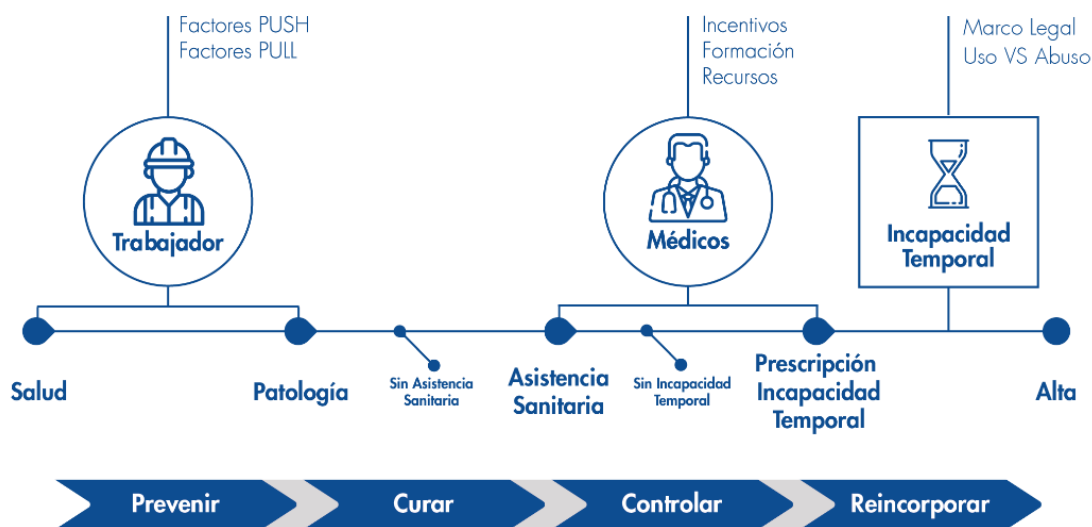 Factores PUSH
Factores PULL
Incentivos
Formación
Recursos
Marco Legal
Uso VS Abuso
Trabajador
Médicos
Incapacidad
Temporal
Salud
Patología
Sin Asistencia
Sanitaria
Asistencia
Sanitaria
Sin Incapacidad
Temporal
Prescripción
Incapacidad
Temporal
Alta
Prevenir
Curar
Controlar
Reincorporar